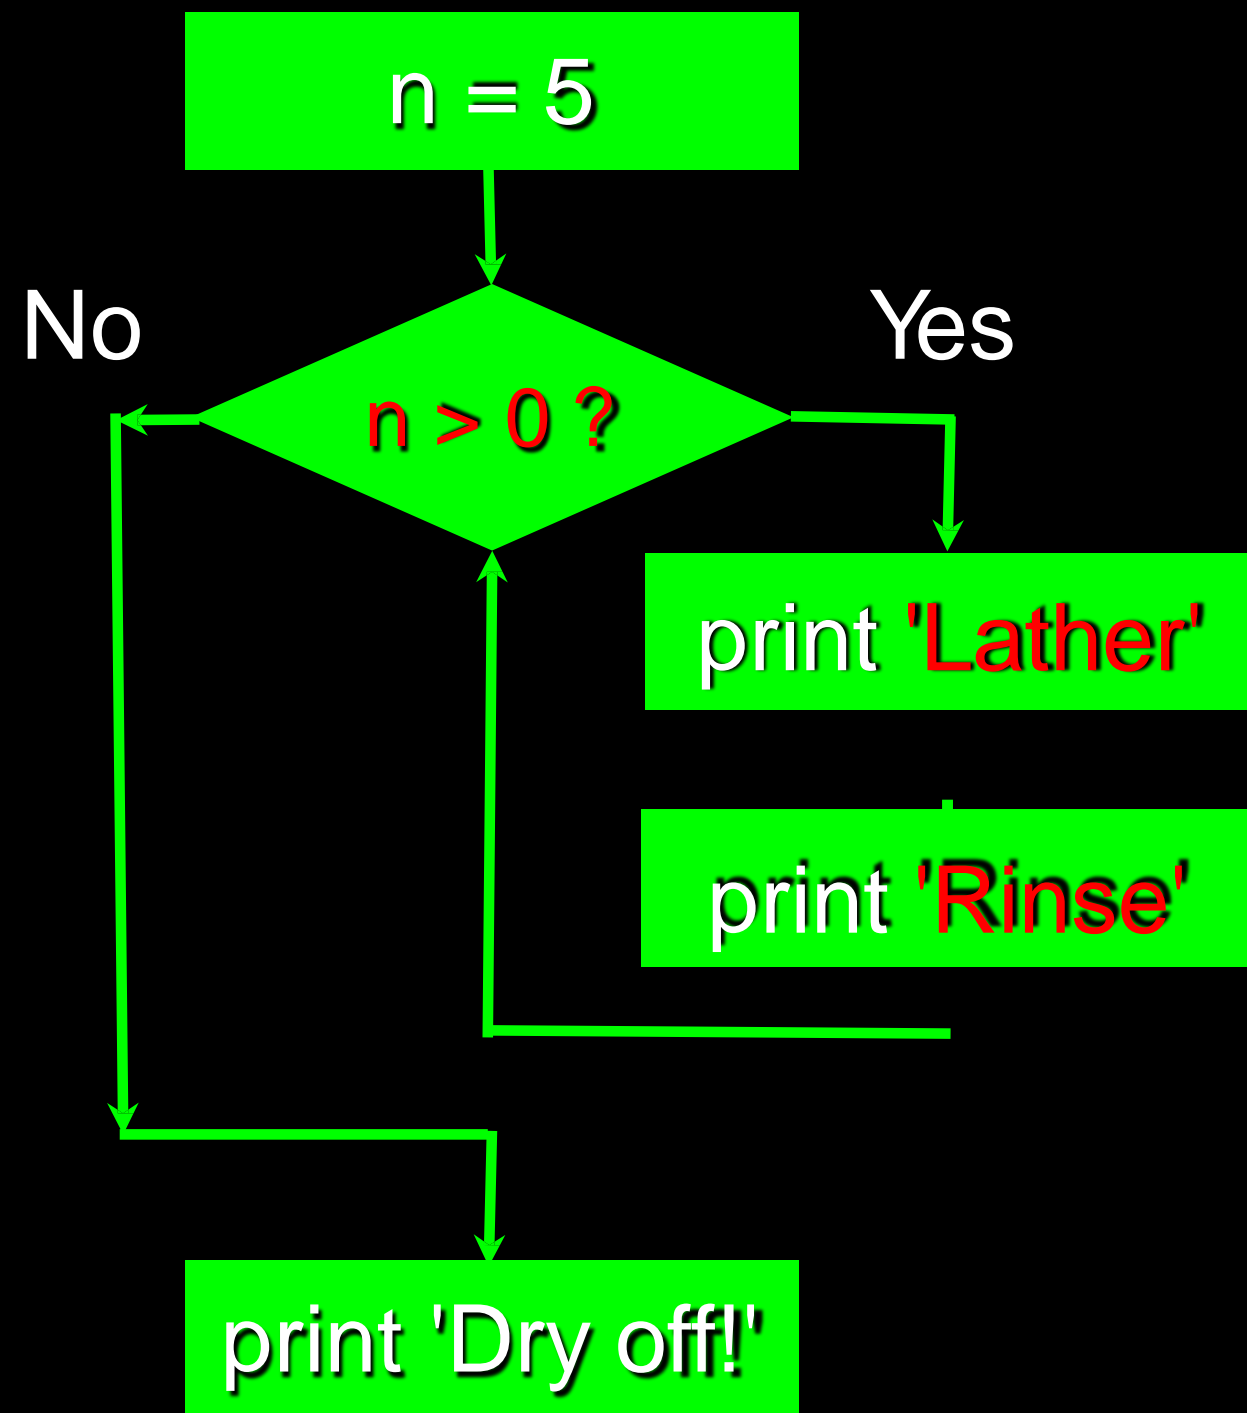 n = 5
No
Yes
n > 0 ?
print 'Lather'
print 'Rinse'
print 'Dry off!'